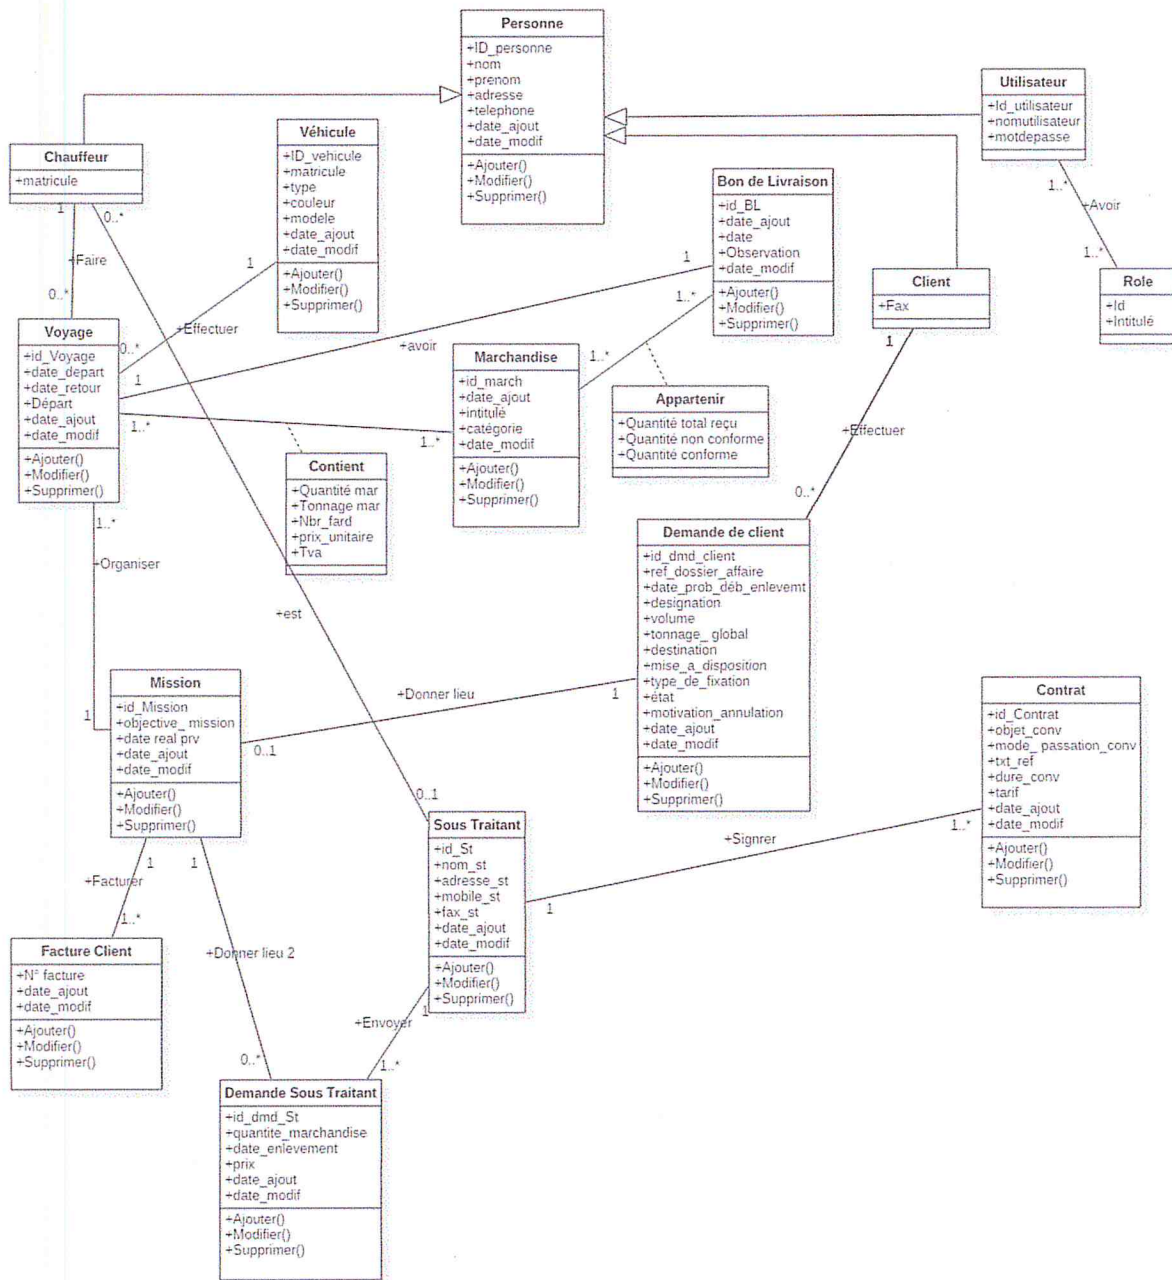 Personne
+ID_personne
+nom
+prenom
+adresse
+telephone
+date_ajout
+date_modif
+Ajouter()
+Modifier()
+Supprimer()
Utilisateur
+Id_utilisateur
+nomutilisateur
+motdepasse
1..*
+Avoir
1..*
Role
+Id
+Intitulé
Chauffeur
+matricule
1
0..*
+Faire
0..*
Véhicule
+ID_vehicule
+matricule
+type
+couleur
+modele
+date_ajout
+date_modif
+Ajouter()
+Modifier()
+Supprimer()
1
+Effectuer
0..*
Bon de Livraison
+id_BL
+date_ajout
+date
+Observation
+date_modif
+Ajouter()
+Modifier()
+Supprimer()
1
+avoir
1
1..*
1..*
Client
+Fax
1
+Effectuer
0..*
Voyage
+id_Voyage
+date_depart
+date_retour
+Départ
+date_ajout
+date_modif
+Ajouter()
+Modifier()
+Supprimer()
1..*
1..*
Marchandise
+id_march
+date_ajout
+intitulé
+catégorie
+date_modif
+Ajouter()
+Modifier()
+Supprimer()
Appartenir
+Quantité total reçu
+Quantité non conforme
+Quantité conforme
Contient
+Quantité mar
+Tonnage mar
+Nbr_fard
+prix_unitaire
+Tva
1..*
+Organiser
1
+est
0..1
Demande de client
+id_dmd_client
+ref_dossier_affaire
+date_prob_déb_enlevemt
+designation
+volume
+tonnage_ global
+destination
+mise_a_disposition
+type_de_fixation
+état
+motivation_annulation
+date_ajout
+date_modif
+Ajouter()
+Modifier()
+Supprimer()
1
+Donner lieu
0..1
Mission
+id_Mission
+objective_ mission
+date real prv
+date_ajout
+date_modif
+Ajouter()
+Modifier()
+Supprimer()
1
1
+Facturer
1..*
Contrat
+id_Contrat
+objet_conv
+mode_ passation_conv
+txt_ref
+dure_conv
+tarif
+date_ajout
+date_modif
+Ajouter()
+Modifier()
+Supprimer()
1..*
+Signrer
1
Sous Traitant
+id_St
+nom_st
+adresse_st
+mobile_st
+fax_st
+date_ajout
+date_modif
+Ajouter()
+Modifier()
+Supprimer()
1
+Envoyer
1..*
Facture Client
+N° facture
+date_ajout
+date_modif
+Ajouter()
+Modifier()
+Supprimer()
+Donner lieu 2
0..*
Demande Sous Traitant
+id_dmd_St
+quantite_marchandise
+date_enlevement
+prix
+date_ajout
+date_modif
+Ajouter()
+Modifier()
+Supprimer()